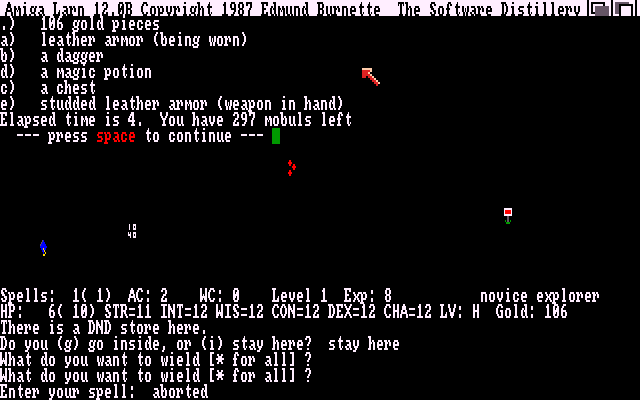 Amiga Larn 12.0B Copyright 1987 Edmund Burnette The Software Distillery
.) 106 gold pieces
a) leather armor (being worn)
b) a dagger
d) a magic potion
c) a chest
e) studded leather armor (weapon in hand)
Elapsed time is 4. You have 297 mobuls left
--- press space to continue ---
Spells: 1( 1) AC: 2 WC: 0 Level 1 Exp: 8 novice explorer
HP: 6( 10) STR=11 INT=12 WIS=12 CON=12 DEX=12 CHA=12 LV: H Gold: 106
There is a DND store here.
Do you (g) go inside, or (i) stay here? stay here
What do you want to wield [* for all] ?
What do you want to wield [* for all] ?
Enter your spell: aborted